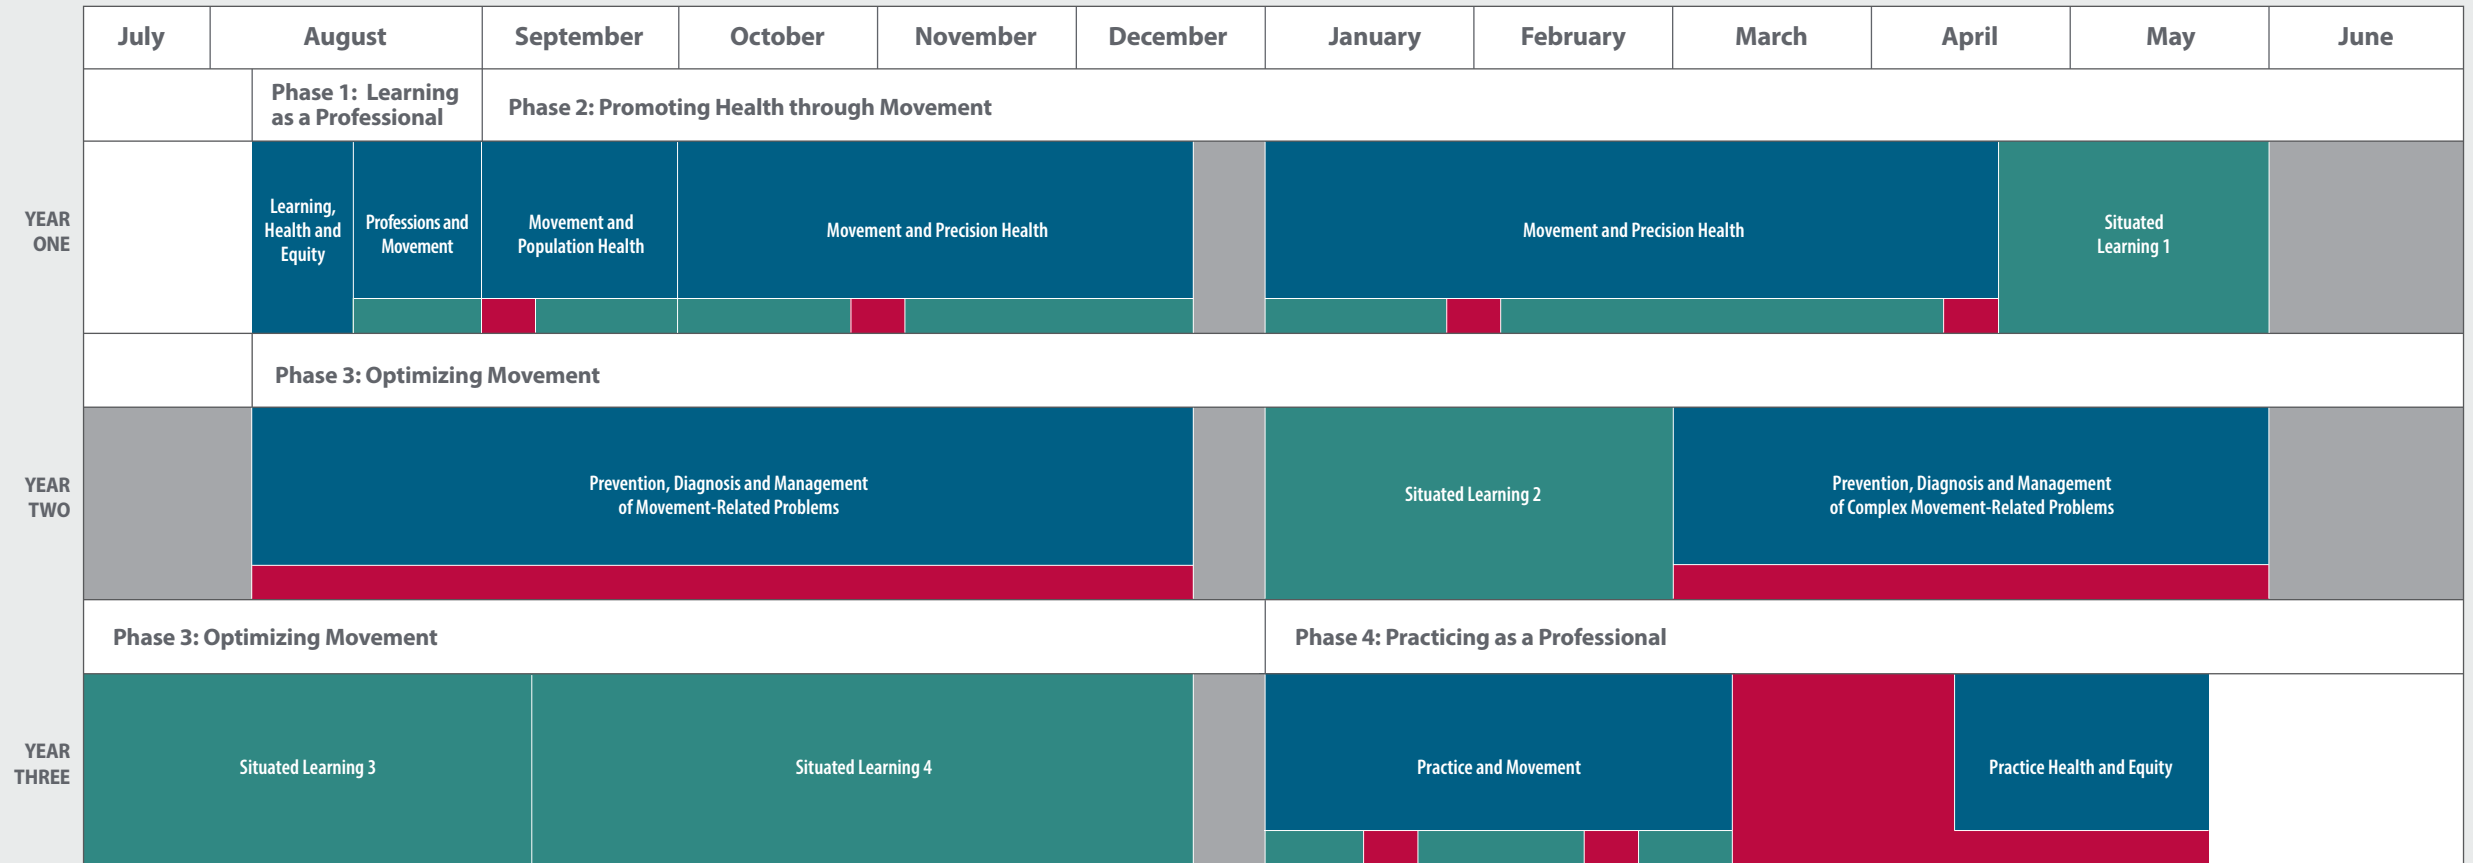 July August September October November December January February March April May June
Phase 1: Learning
as a Professional
Phase 2: Promoting Health through Movement
YEAR
ONE
Learning,
Health and
Equity
Professions and
Movement
Movement and
Population Health
Movement and Precision Health
Movement and Precision Health
Situated
Learning 1
Phase 3: Optimizing Movement
YEAR
TWO
Prevention, Diagnosis and Management
of Movement-Related Problems
Situated Learning 2
Prevention, Diagnosis and Management
of Complex Movement-Related Problems
Phase 3: Optimizing Movement
Phase 4: Practicing as a Professional
YEAR
THREE
Situated Learning 3
Situated Learning 4
Practice and Movement
Practice Health and Equity